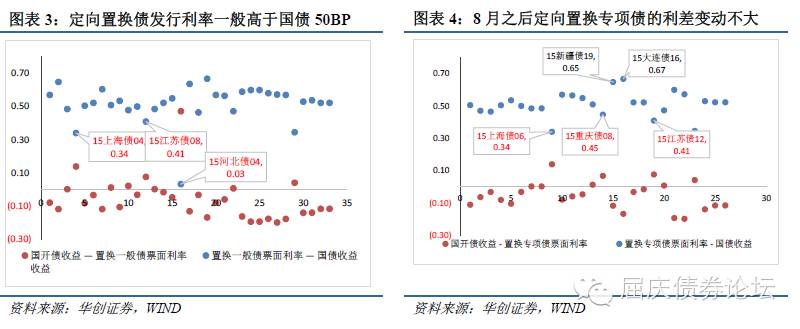 图表 3：定向置换债发行利率一般高于国债 50BP
0.70
0.50
0.30
0.10
(0.10)
(0.30)
15上海债04,
0.34
15江苏债08,
0.41
15河北债04,
0.03
0 5 10 15 20 25 30 35
国开债收益 — 置换一般债票面利率
置换一般债票面利率 — 国债收益
收益
资料来源：华创证券，WIND
图表 4：8 月之后定向置换专项债的利差变动不大
15新疆债19,
0.65
15大连债16,
0.67
0.70
0.50
0.30
0.10
(0.10)
(0.30)
15上海债06,
0.34
15重庆债08,
0.45
15江苏债12,
0.41
0 5 10 15 20 25 30
国开债收益 - 置换专项债票面利率
置换专项债票面利率 - 国债收益
资料来源：华创证券，WIND
屈庆债券论坛